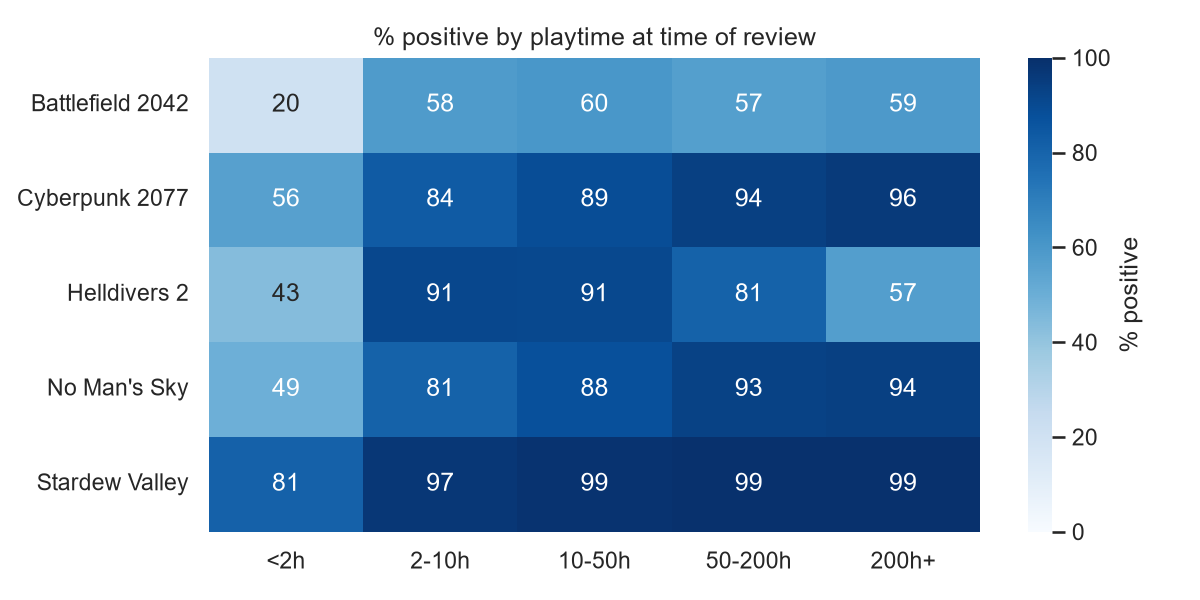 % positive by playtime at time of review
Battlefield 2042 20 58 60 57 59
Cyberpunk 2077 56 84 89 94 96
Helldivers 2 43 91 91 81 57
No Man's Sky 49 81 88 93 94
Stardew Valley 81 97 99 99 99
<2h 2-10h 10-50h 50-200h 200h+
100
80
60
40
20
0
% positive